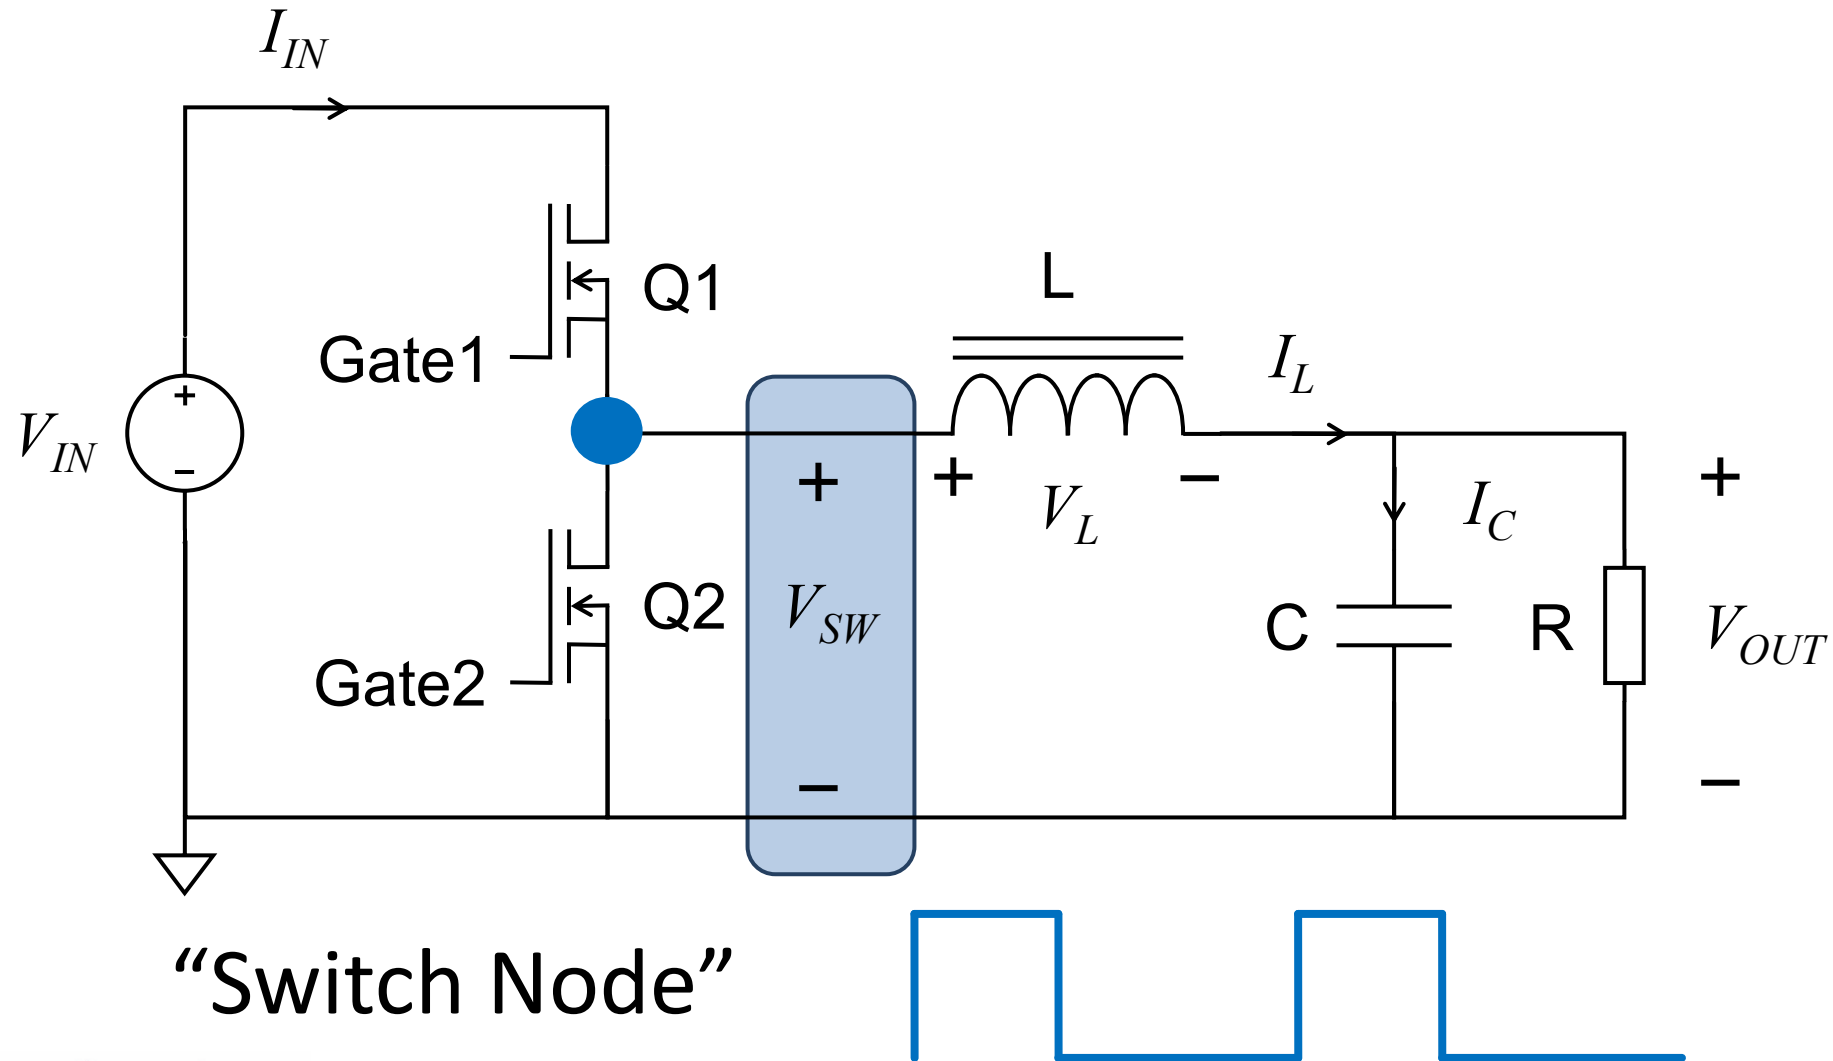 I_IN
Q1
L
Gate1
I_L
+
V_IN
−
+
+
V_L
−
I_C
+
Q2
V_SW
C
R
V_OUT
Gate2
−
−
“Switch Node”